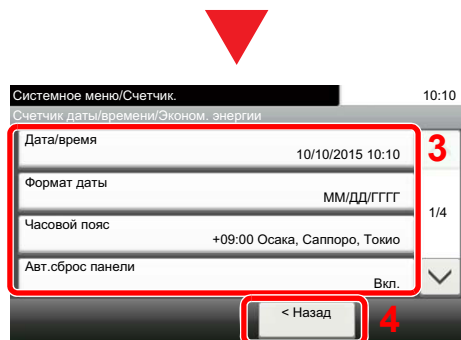 Системное меню/Счетчик. 10:10
Счетчик даты/времени/Эконом. энергии
Дата/время
10/10/2015 10:10
3
Формат даты
ММ/ДД/ГГГГ
1/4
Часовой пояс
+09:00 Осака, Саппоро, Токио
Авт.сброс панели
Вкл.
< Назад
4